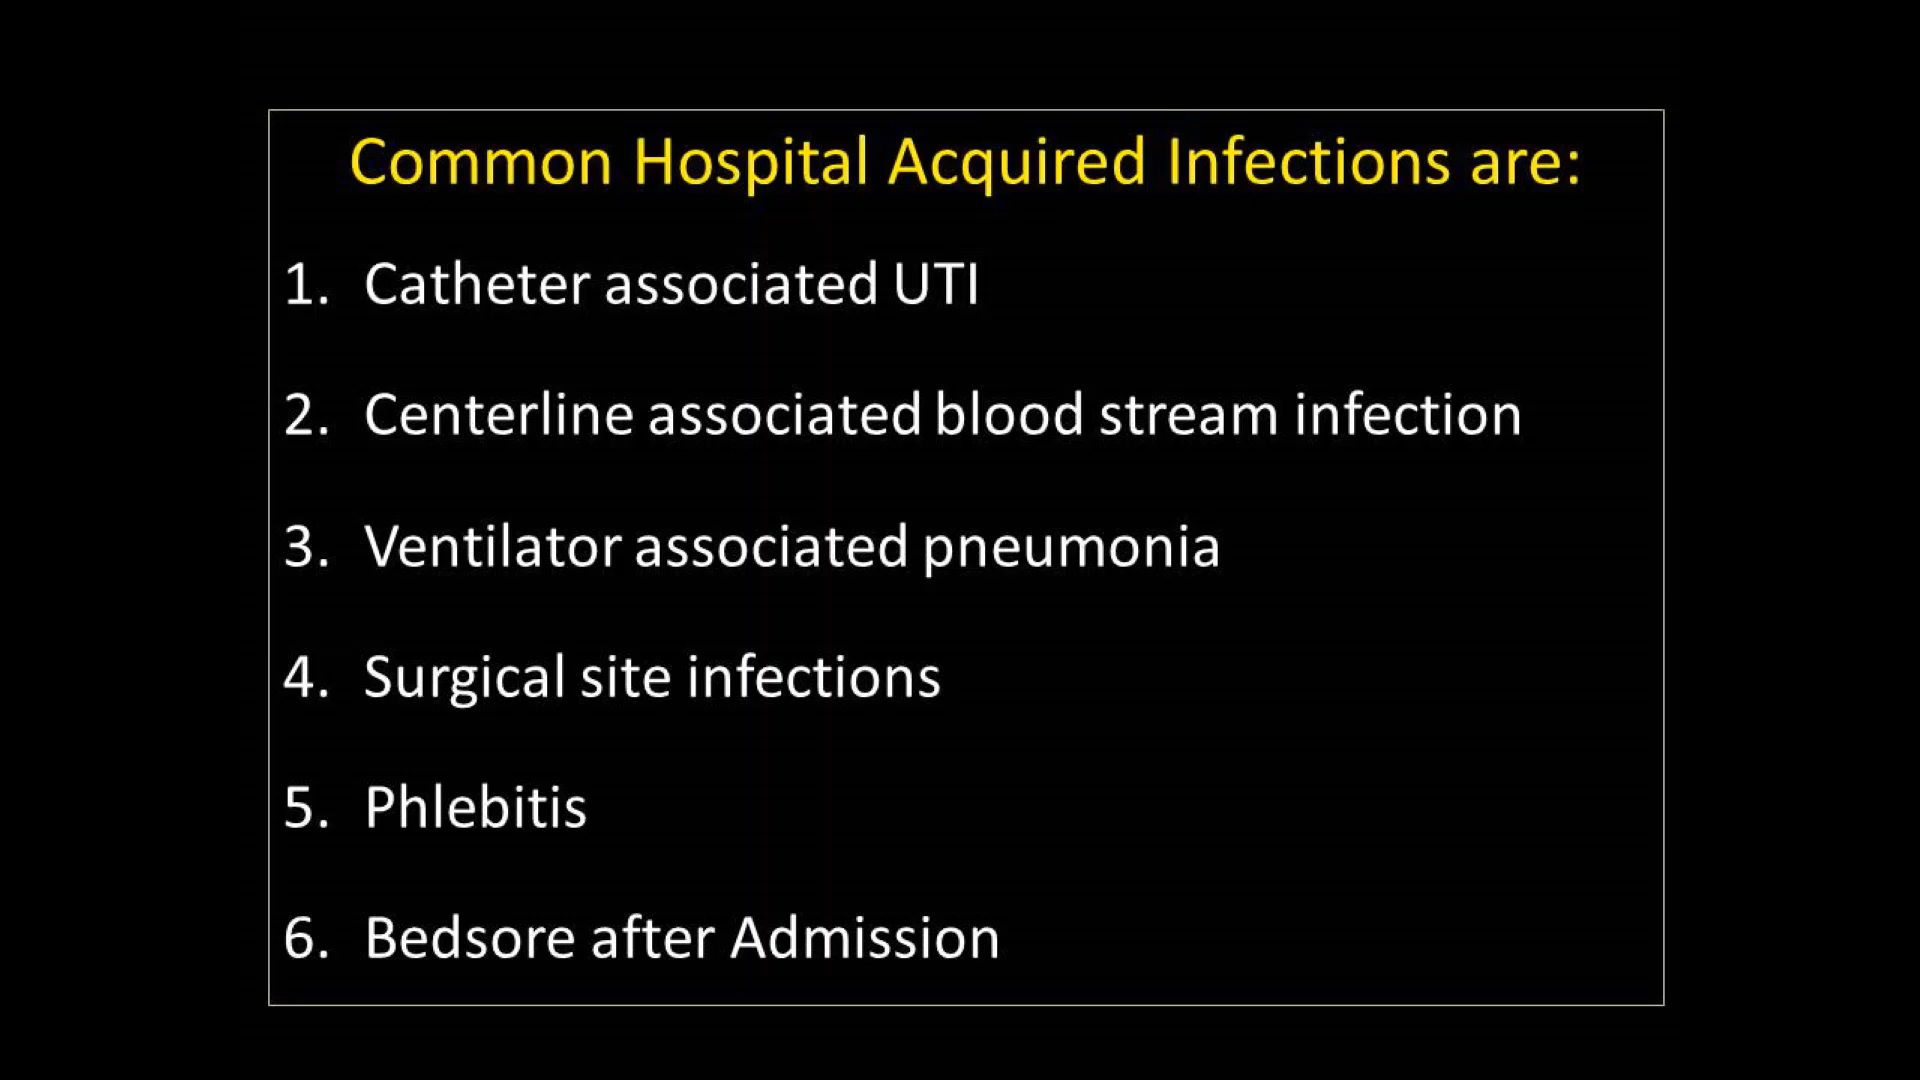 Common Hospital Acquired Infections are:
1. Catheter associated UTI
2. Centerline associated blood stream infection
3. Ventilator associated pneumonia
4. Surgical site infections
5. Phlebitis
6. Bedsore after Admission